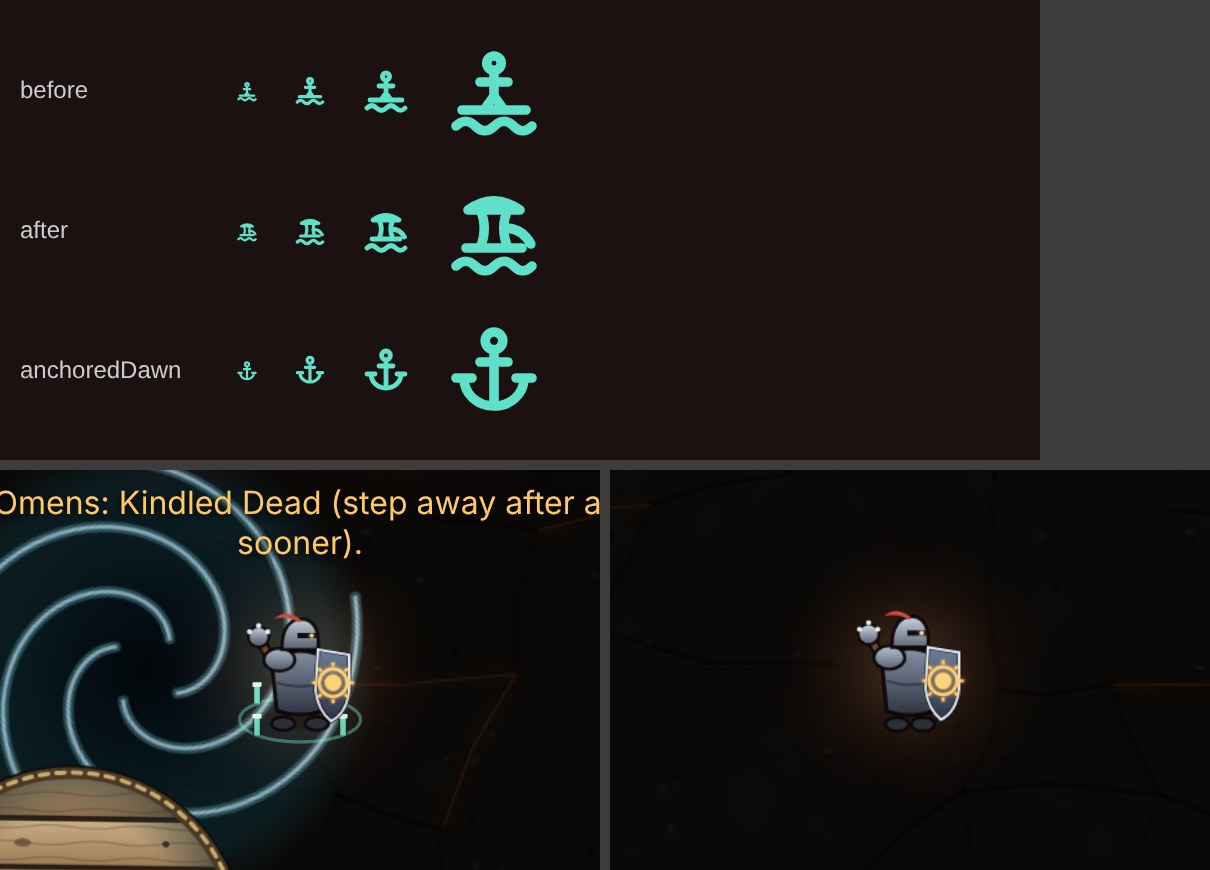 before
after
anchoredDawn
Omens: Kindled Dead (step away after a
sooner).